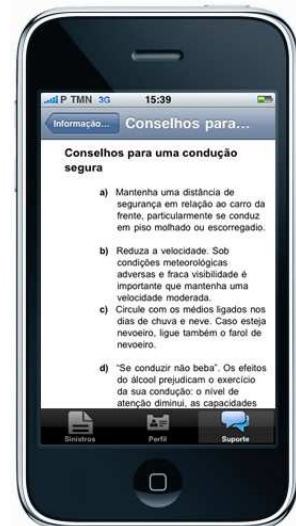 P TMN 3G 15:39
Informação... Conselhos para...
Conselhos para uma condução
segura
a) Mantenha uma distância de
segurança em relação ao carro da
frente, particularmente se conduz
em piso molhado ou escorregadio.
b) Reduza a velocidade. Sob
condições meteorológicas
adversas e fraca visibilidade é
importante que mantenha uma
velocidade moderada.
c) Circule com os médios ligados nos
dias de chuva e neve. Caso esteja
nevoeiro, ligue também o farol de
nevoeiro.
d) "Se conduzir não beba". Os efeitos
do álcool prejudicam o exercício
da sua condução: o nível de
atenção diminui, as capacidades
Sinistros Perfil Suporte